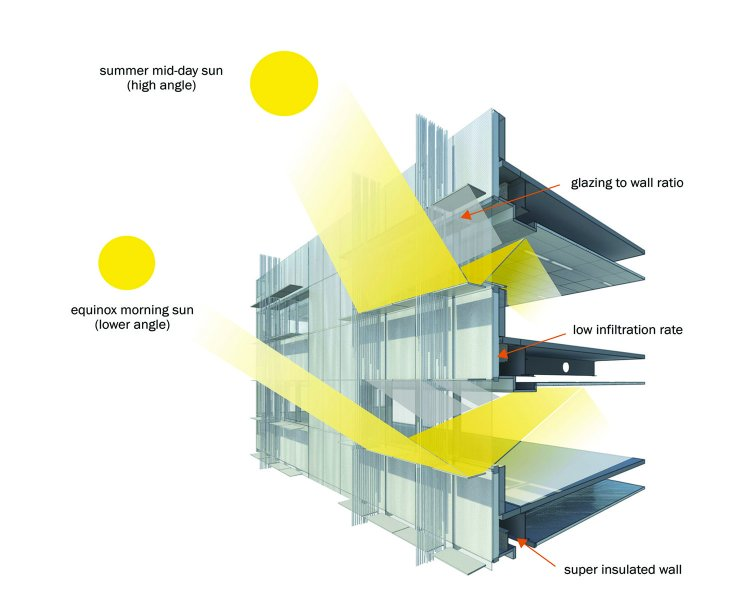 summer mid-day sun
(high angle)
glazing to wall ratio
equinox morning sun
(lower angle)
low infiltration rate
super insulated wall